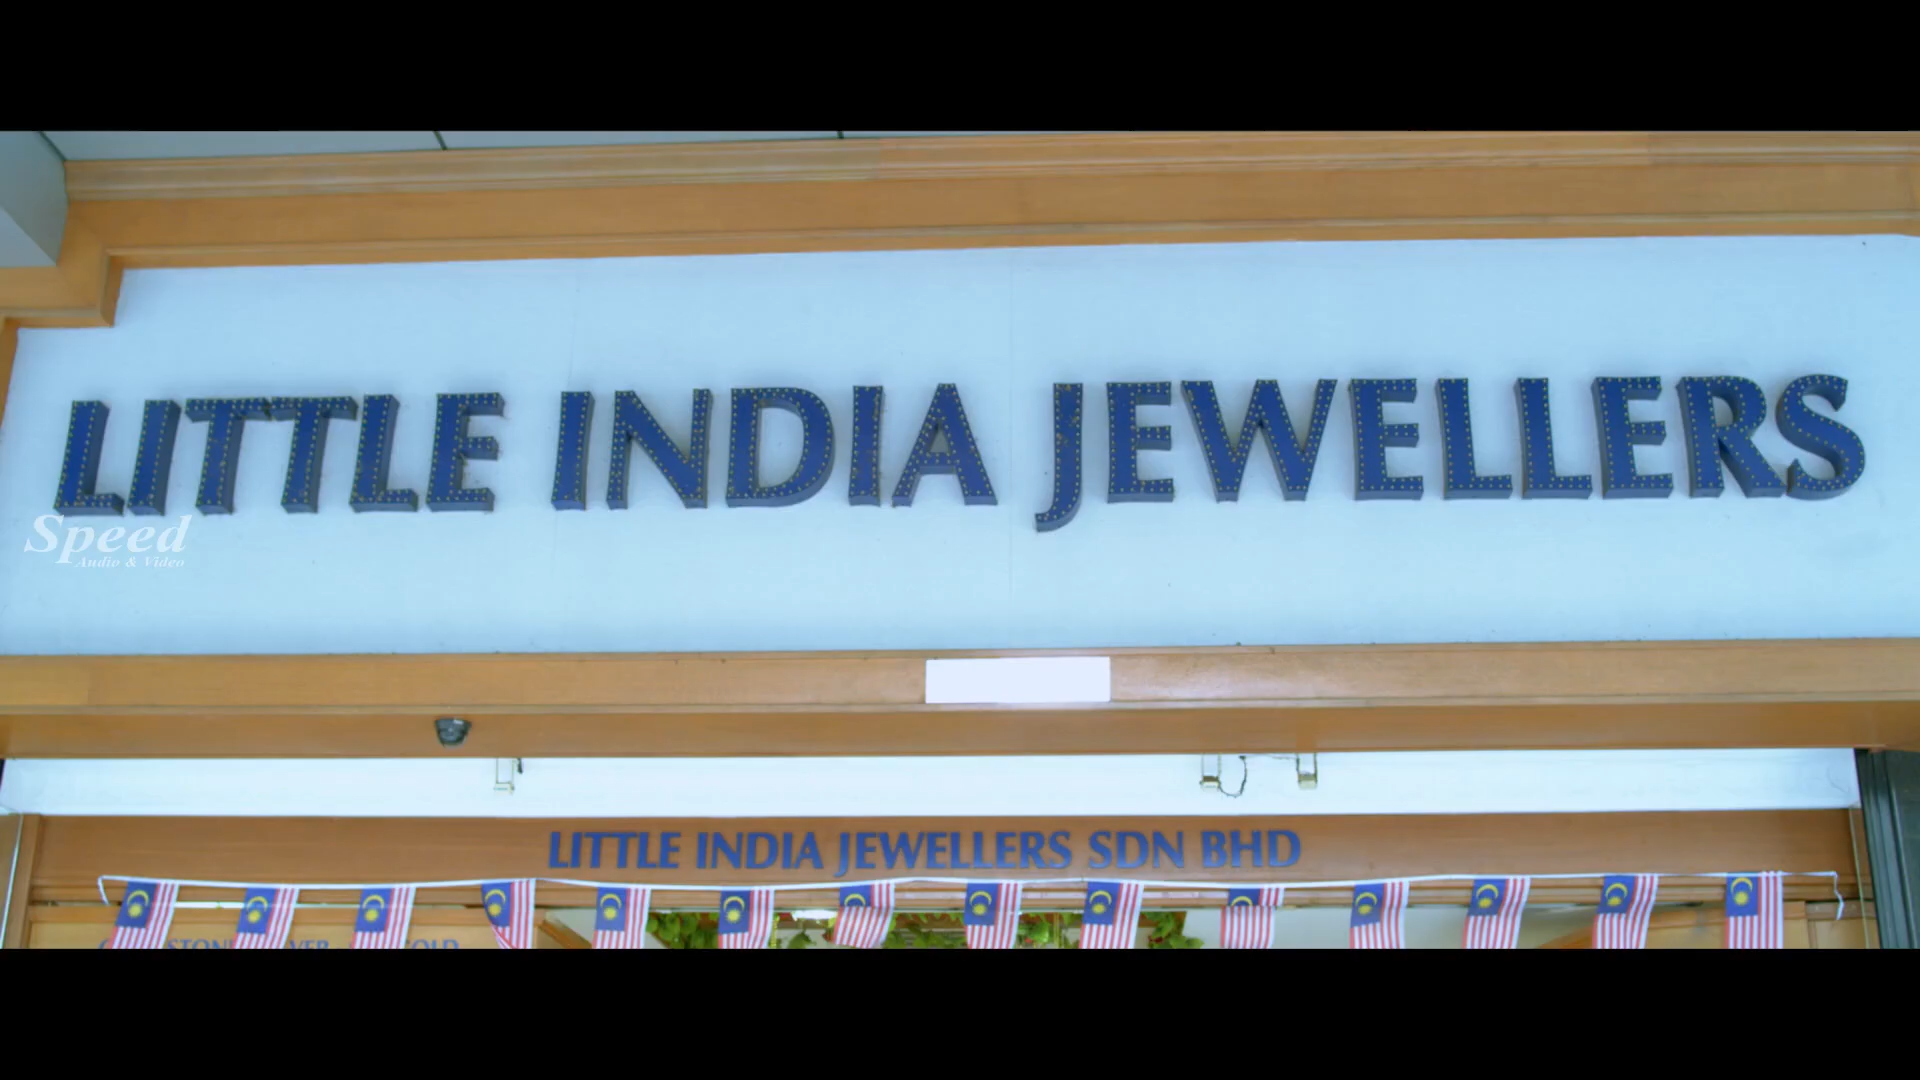 LITTLE INDIA JEWELLERS
Speed
Audio & Video
LITTLE INDIA JEWELLERS SDN BHD